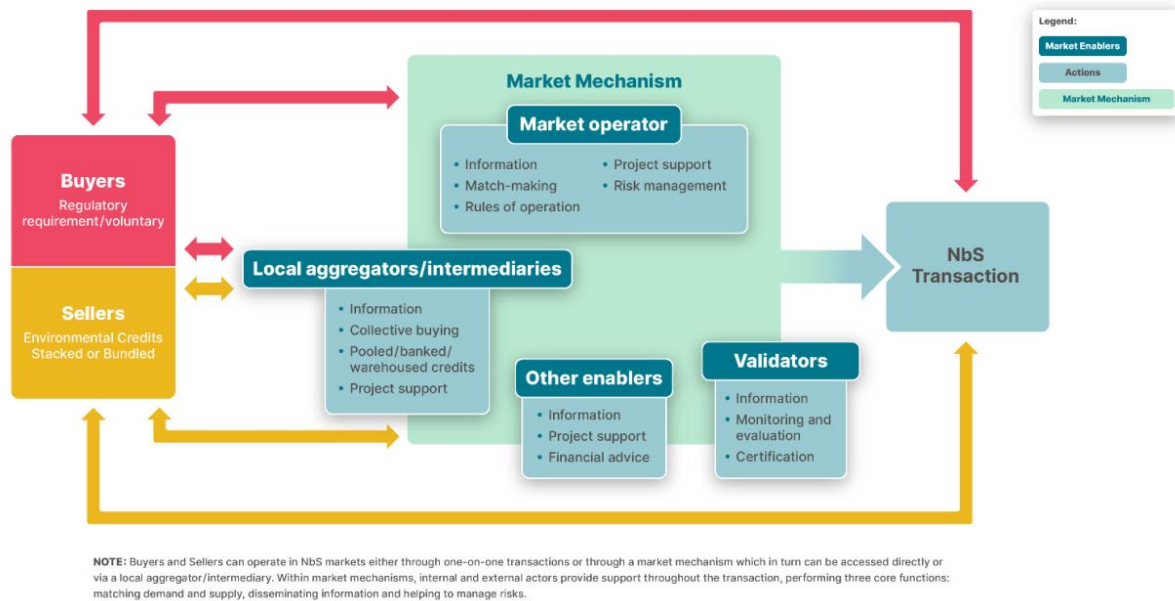 Legend:
Market Enablers
Actions
Market Mechanism
Market Mechanism
Market operator
• Information
• Match-making
• Rules of operation
• Project support
• Risk management
Buyers
Regulatory
requirement/voluntary
Sellers
Environmental Credits
Stacked or Bundled
Local aggregators/intermediaries
• Information
• Collective buying
• Pooled/banked/
warehoused credits
• Project support
Other enablers
• Information
• Project support
• Financial advice
Validators
• Information
• Monitoring and
evaluation
• Certification
NbS
Transaction
NOTE: Buyers and Sellers can operate in NbS markets either through one-on-one transactions or through a market mechanism which in turn can be accessed directly or
via a local aggregator/intermediary. Within market mechanisms, internal and external actors provide support throughout the transaction, performing three core functions:
matching demand and supply, disseminating information and helping to manage risks.